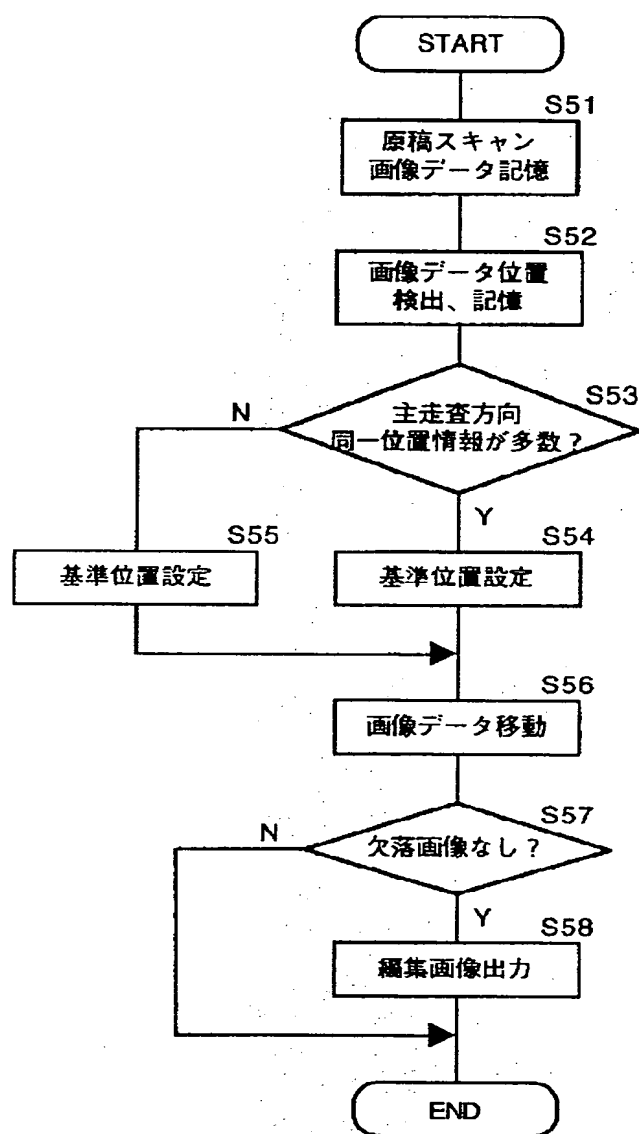 START
S51
原稿スキャン
画像データ記憶
S52
画像データ位置
検出、記憶
S53
N
主走査方向
同一位置情報が多数？
Y
S55
S54
基準位置設定
基準位置設定
S56
画像データ移動
S57
N
欠落画像なし？
Y
S58
編集画像出力
END